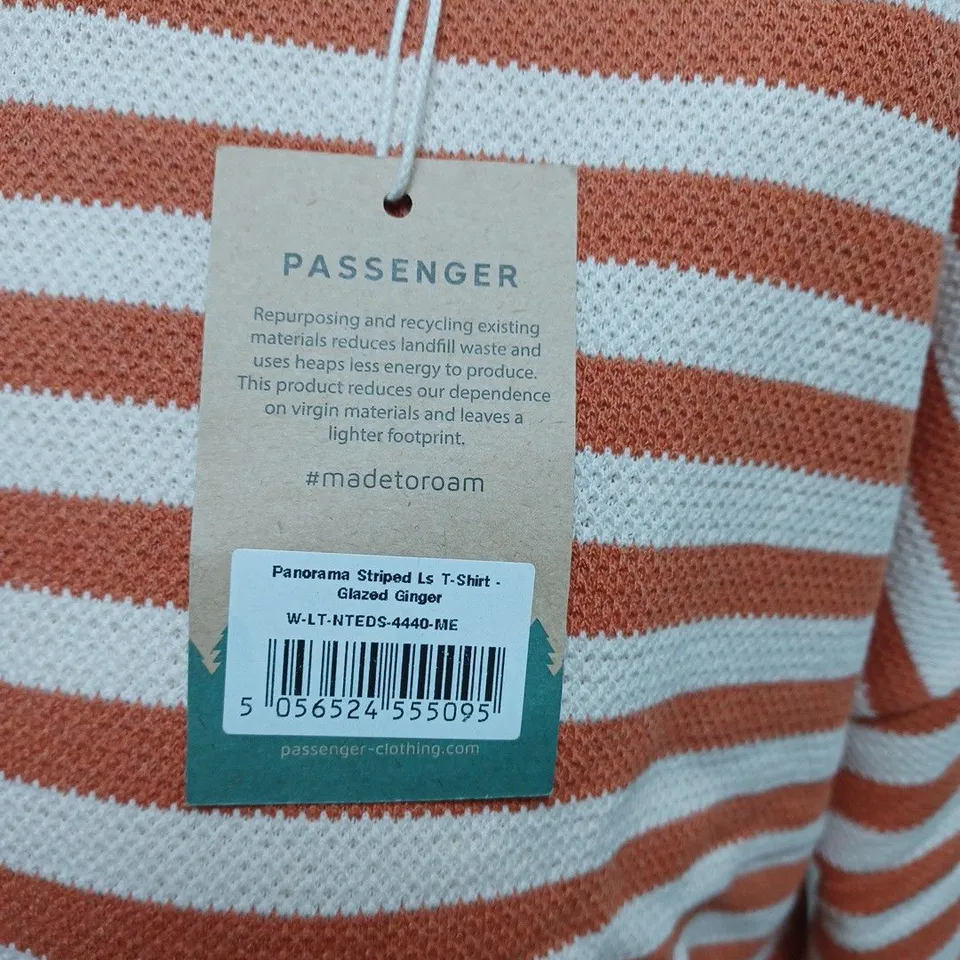 PASSENGER
Repurposing and recycling existing
materials reduces landfill waste and
uses heaps less energy to produce.
This product reduces our dependence
on virgin materials and leaves a
lighter footprint.
#madetoroam
Panorama Striped Ls T-Shirt -
Glazed Ginger
W-LT-NTEDS-4440-ME
5 056524 555095
passenger-clothing.com